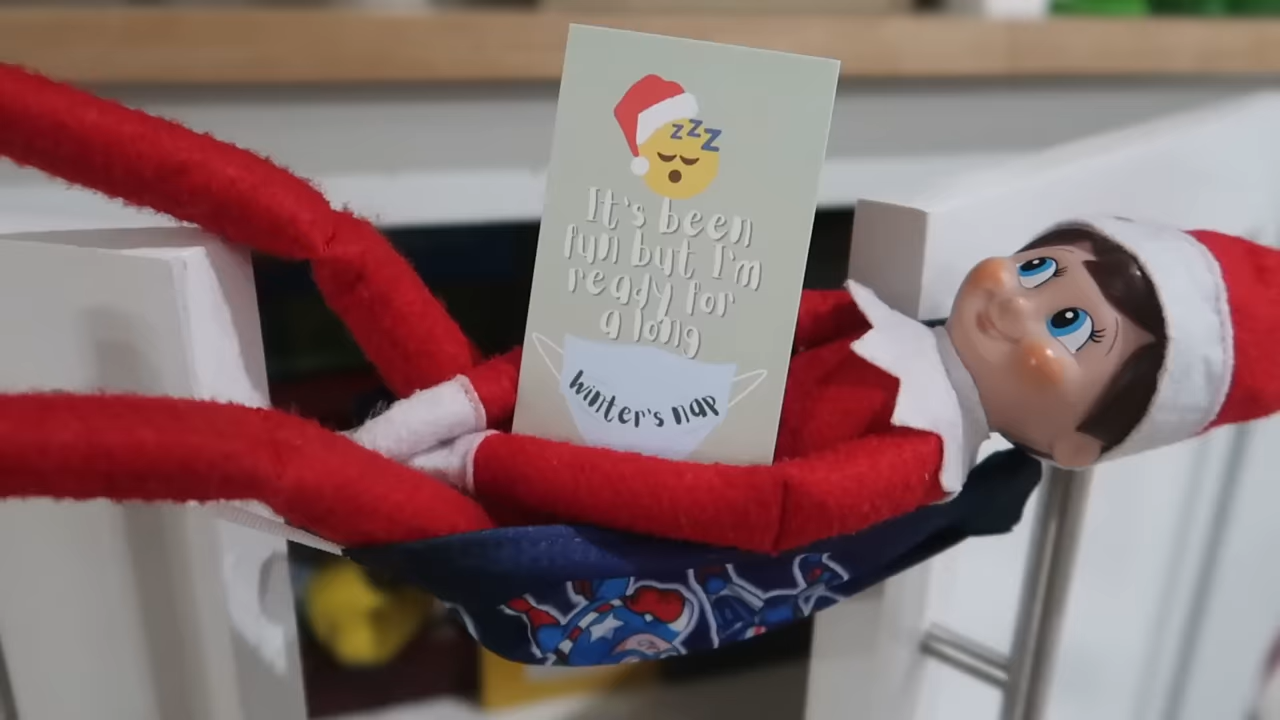 zzz
It's been
fun but I'm
ready for
a long
winter's nap